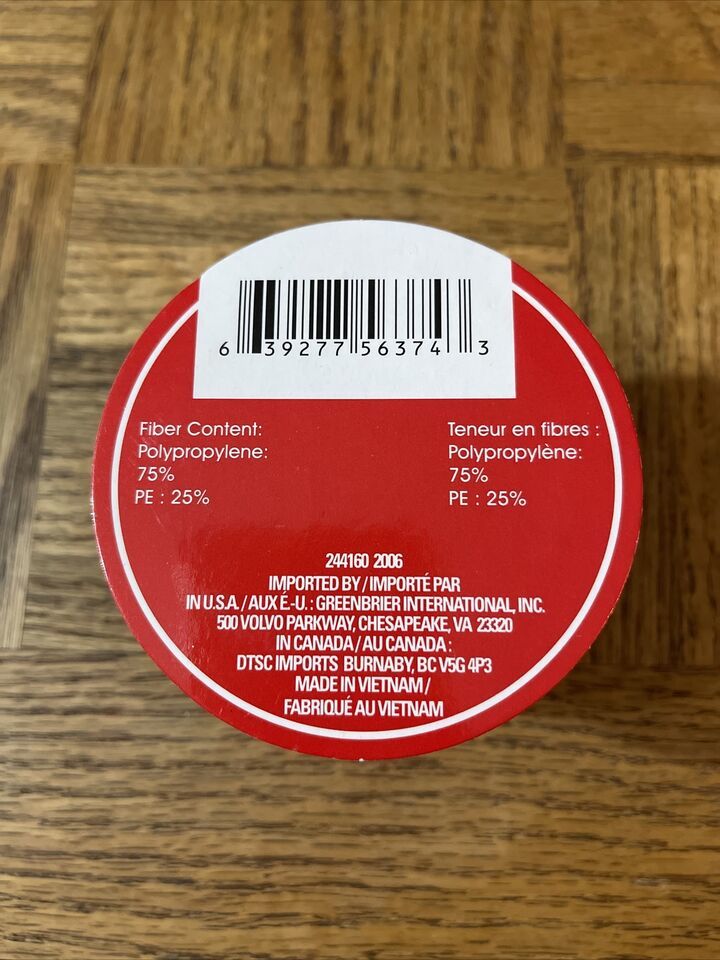 6 39277 56374 3
Fiber Content:
Polypropylene:
75%
PE : 25%
Teneur en fibres :
Polypropylène:
75%
PE : 25%
244160 2006
IMPORTED BY / IMPORTÉ PAR
IN U.S.A. / AUX É.-U. : GREENBRIER INTERNATIONAL, INC.
500 VOLVO PARKWAY, CHESAPEAKE, VA 23320
IN CANADA / AU CANADA :
DTSC IMPORTS BURNABY, BC V5G 4P3
MADE IN VIETNAM /
FABRIQUÉ AU VIETNAM